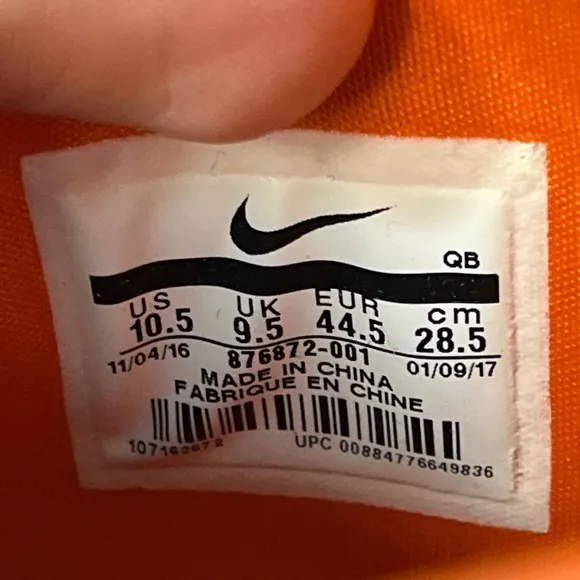 QB
US UK EUR cm
10.5 9.5 44.5 28.5
11/04/16 876872-001 01/09/17
MADE IN CHINA
FABRIQUE EN CHINE
107162672 UPC 00884776649836